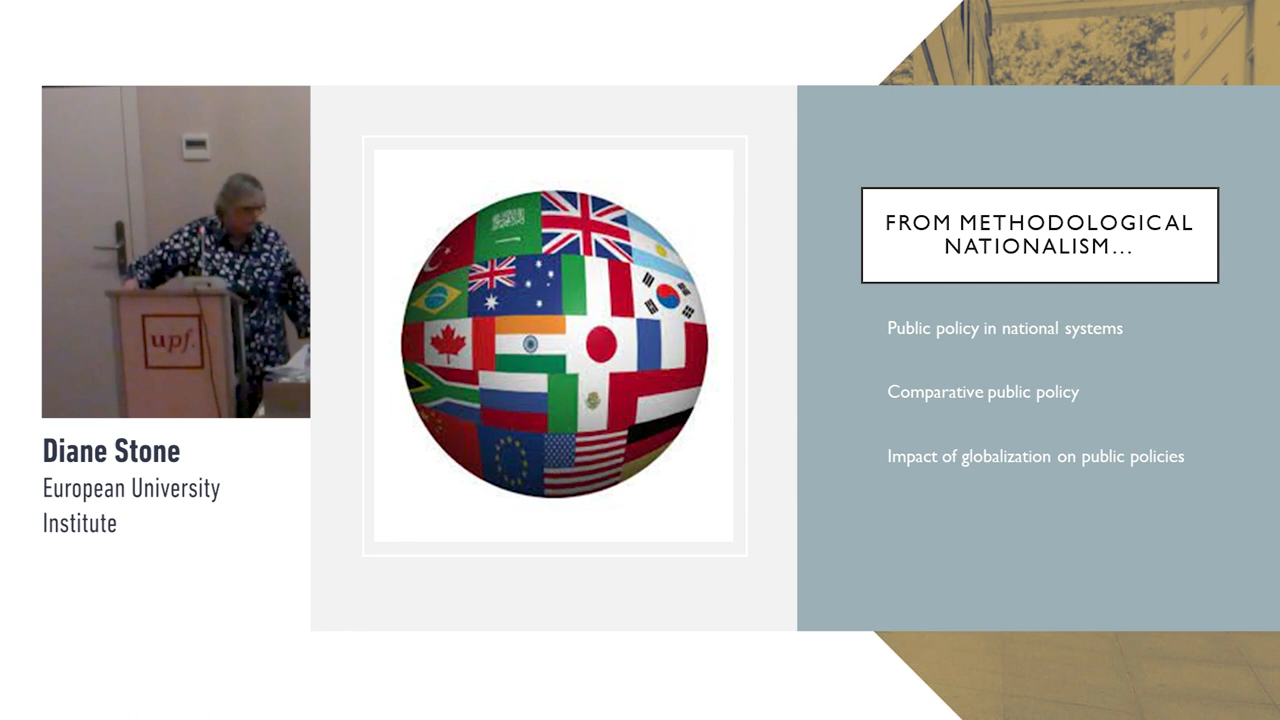 upf.
Diane Stone
European University
Institute
FROM METHODOLOGICAL
NATIONALISM...
Public policy in national systems
Comparative public policy
Impact of globalization on public policies